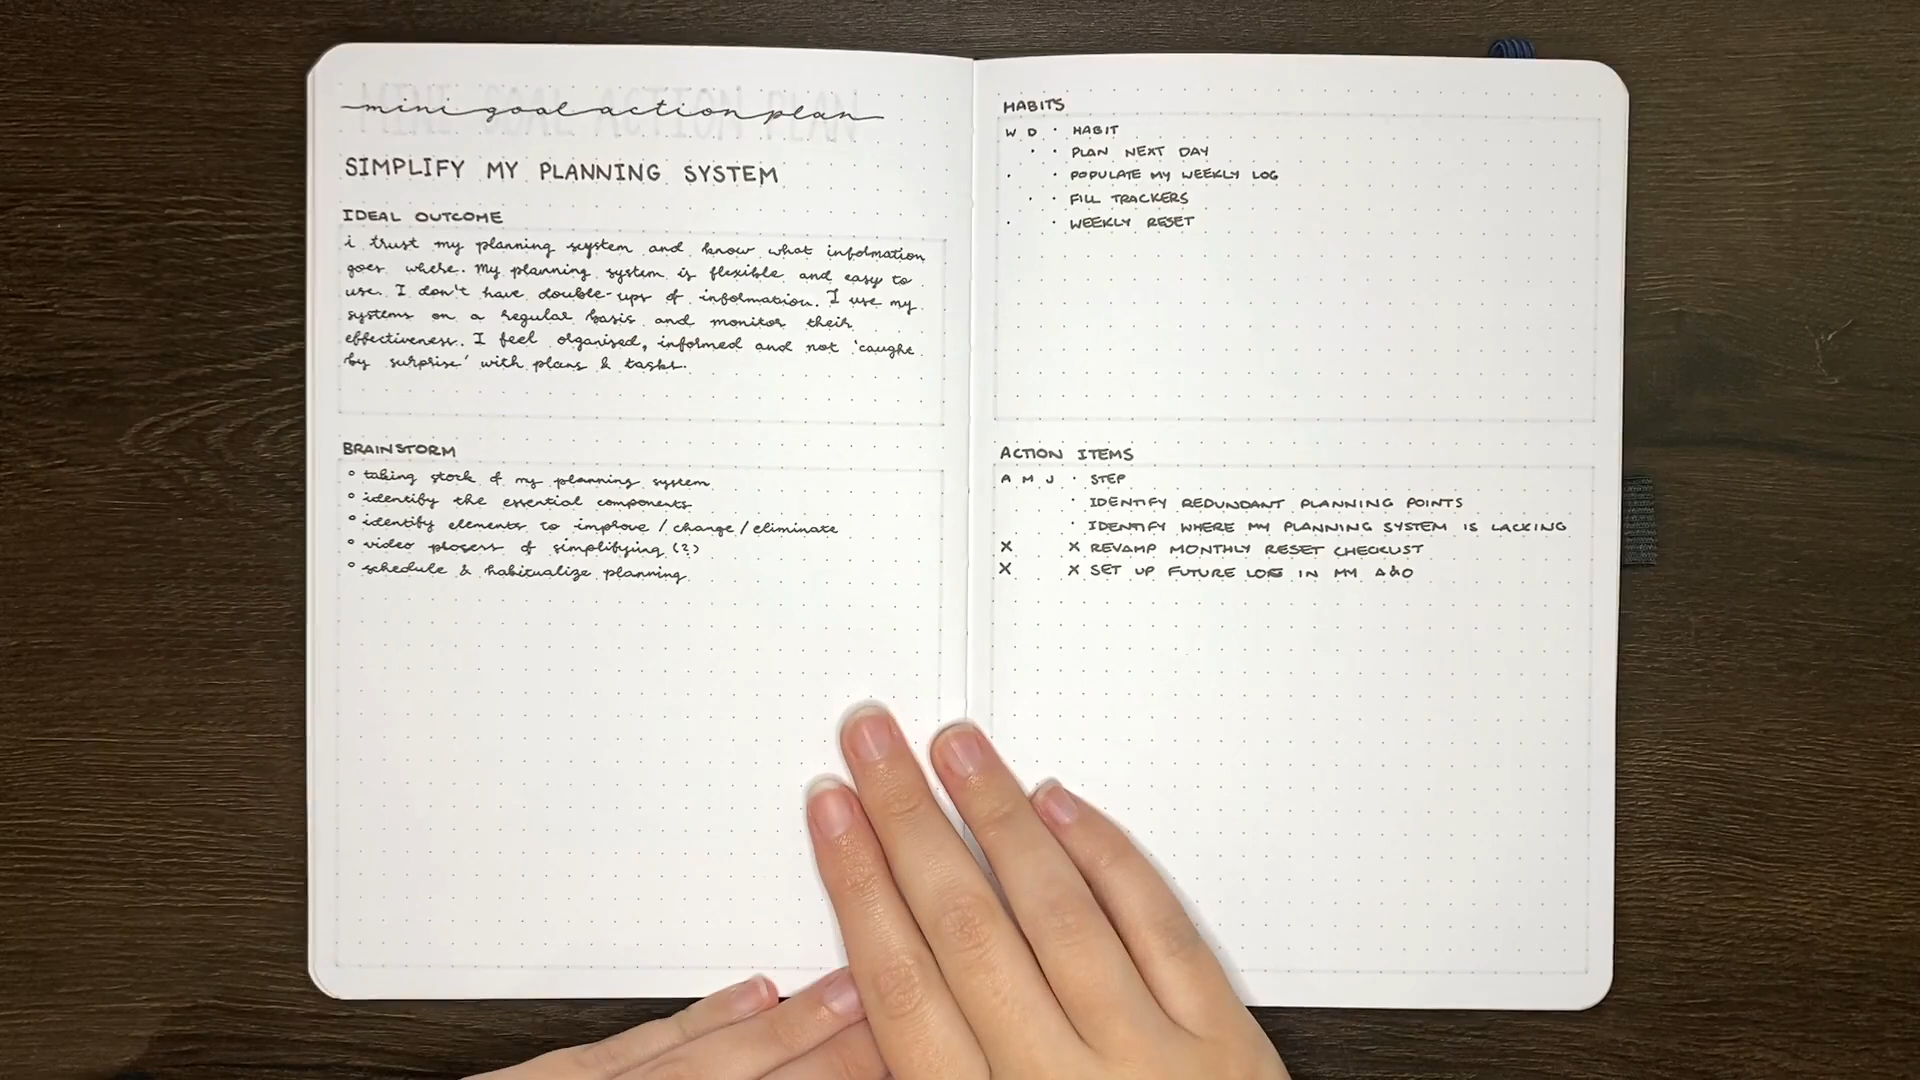 mini goal action plan
SIMPLIFY MY PLANNING SYSTEM
IDEAL OUTCOME
i trust my planning system and know what information
goes where. My planning system is flexible and easy to
use. I don't have double-ups of information. I use my
systems on a regular basis and monitor their
effectiveness. I feel organised, informed and not 'caught
by surprise' with plans & tasks.
BRAINSTORM
° taking stock of my planning system
° identify the essential components
° identify elements to improve / change / eliminate
° video process of simplifying (?)
° schedule & habitualize planning
HABITS
W D · HABIT
· · PLAN NEXT DAY
· · POPULATE MY WEEKLY LOG
· · FILL TRACKERS
· · WEEKLY RESET
ACTION ITEMS
A M J · STEP
· IDENTIFY REDUNDANT PLANNING POINTS
· IDENTIFY WHERE MY PLANNING SYSTEM IS LACKING
X X REVAMP MONTHLY RESET CHECKLIST
X X SET UP FUTURE LOG IN MY A&O